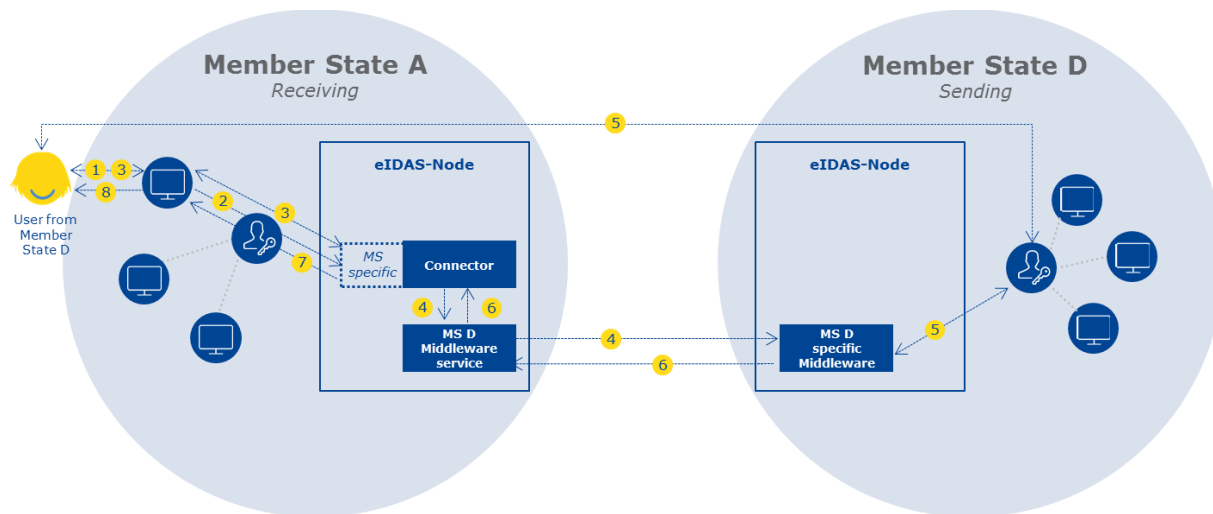 Member State A
Receiving
Member State D
Sending
5
eIDAS-Node
eIDAS-Node
1
3
8
2
3
User from
Member
State D
7
MS
specific
Connector
4
6
MS D
Middleware
service
4
6
MS D
specific
Middleware
5